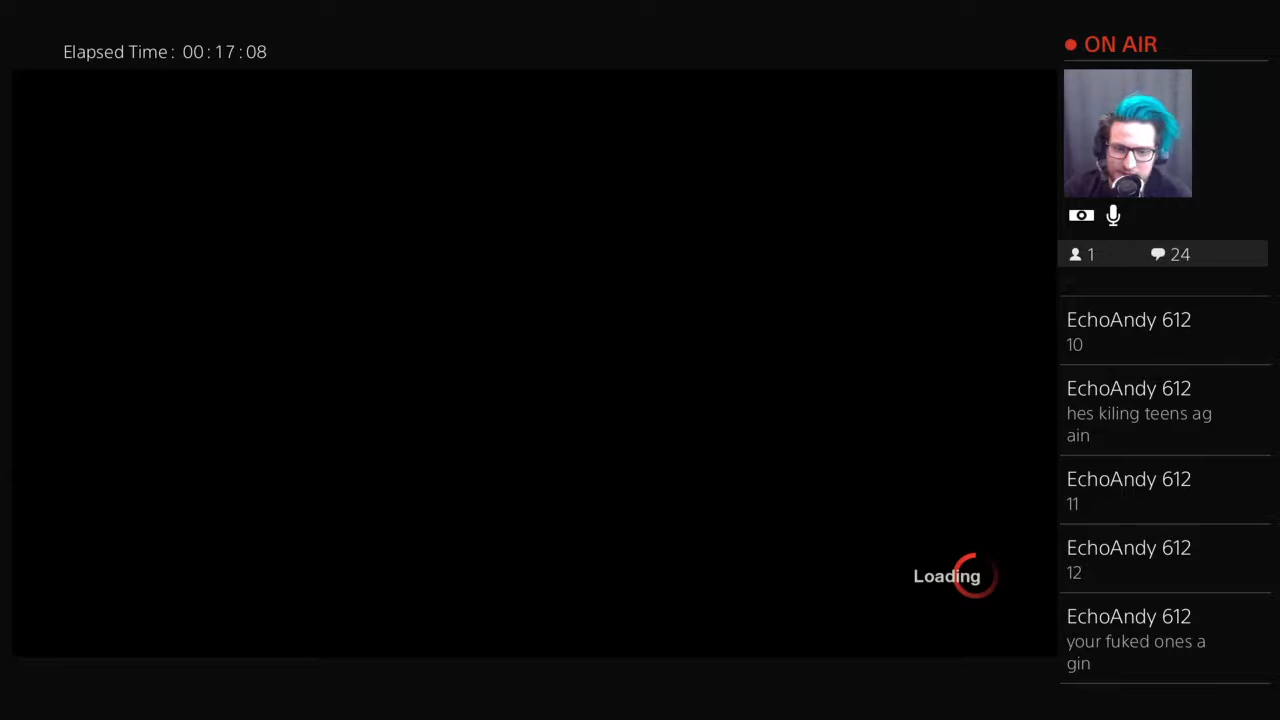 Elapsed Time: 00:17:08
ON AIR
1 24
EchoAndy 612
10
EchoAndy 612
hes kiling teens ag
ain
EchoAndy 612
11
EchoAndy 612
12
Loading
EchoAndy 612
your fuked ones a
gin